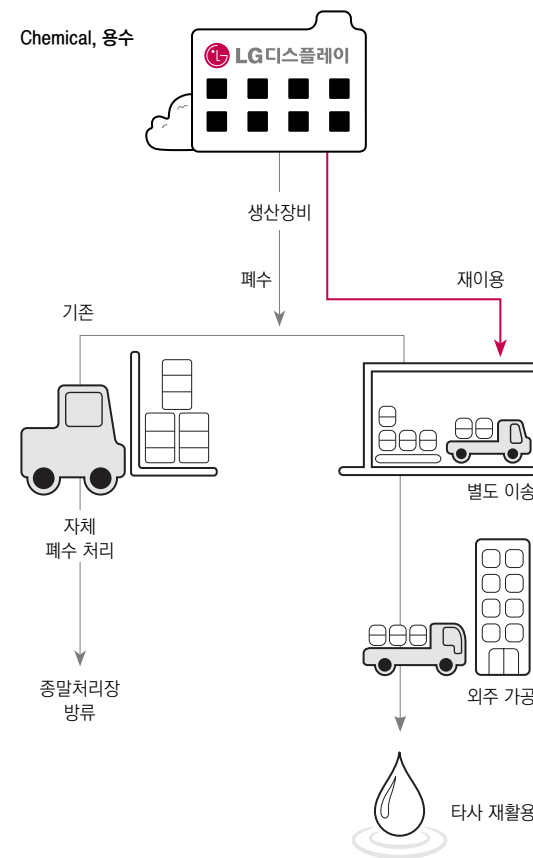 Chemical, 용수
LG디스플레이
생산장비
폐수
재이용
기존
별도 이송
자체
폐수 처리
외주 가공
종말처리장
방류
타사 재활용